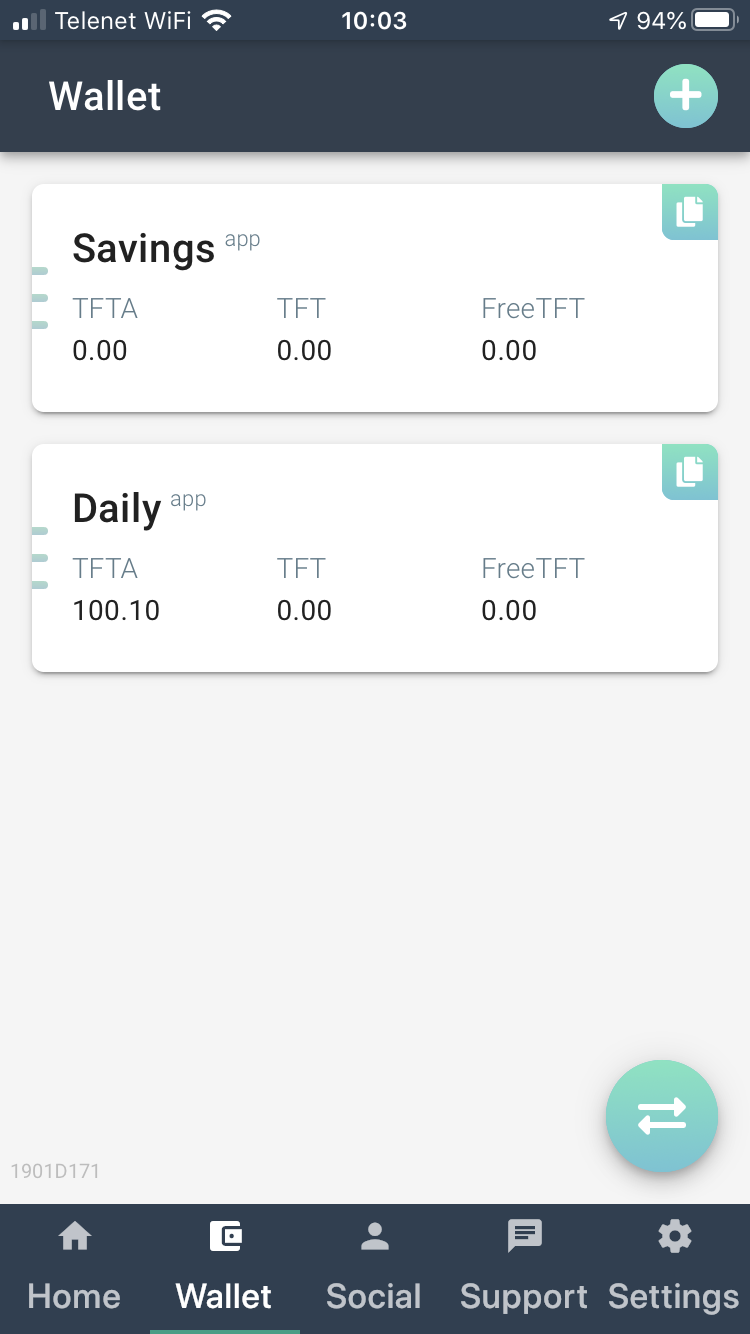 Telenet WiFi 10:03 94%
Wallet
Savings app
TFTA TFT FreeTFT
0.00 0.00 0.00
Daily app
TFTA TFT FreeTFT
100.10 0.00 0.00
1901D171
Home Wallet Social Support Settings